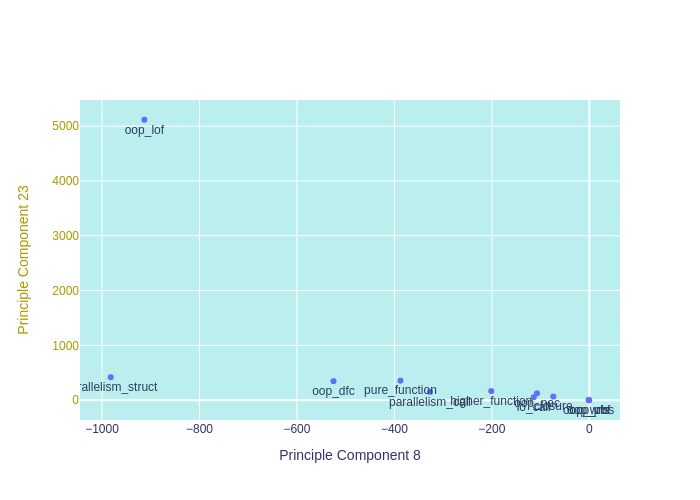 5000
4000
3000
2000
1000
0
Principle Component 23
oop_lof
rallelism_struct
oop_dfc
pure_function
higher_function
−1000
−800
−600
−400
−200
0
Principle Component 8